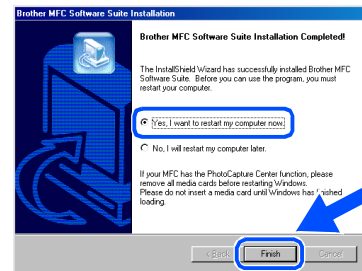 Brother MFC Software Suite Installation
Brother MFC Software Suite Installation Completed!
The InstallShield Wizard has successfully installed Brother MFC
Software Suite. Before you can use the program, you must
restart your computer.
Yes, I want to restart my computer now.
No, I will restart my computer later.
If your MFC has the PhotoCapture Center function, please
remove all media cards before restarting Windows.
Please do not insert a media card until Windows has finished
loading.
< Back
Finish
Cancel